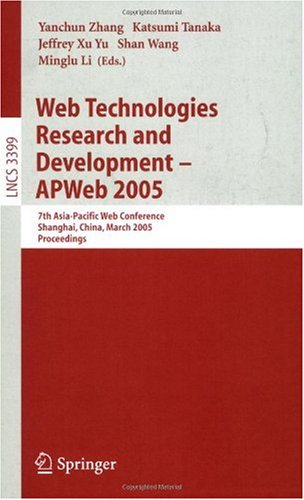 Yanchun Zhang Katsumi Tanaka
Jeffrey Xu Yu Shan Wang
Minglu Li (Eds.)
LNCS 3399
Web Technologies
Research and
Development –
APWeb 2005
7th Asia-Pacific Web Conference
Shanghai, China, March 2005
Proceedings
Springer